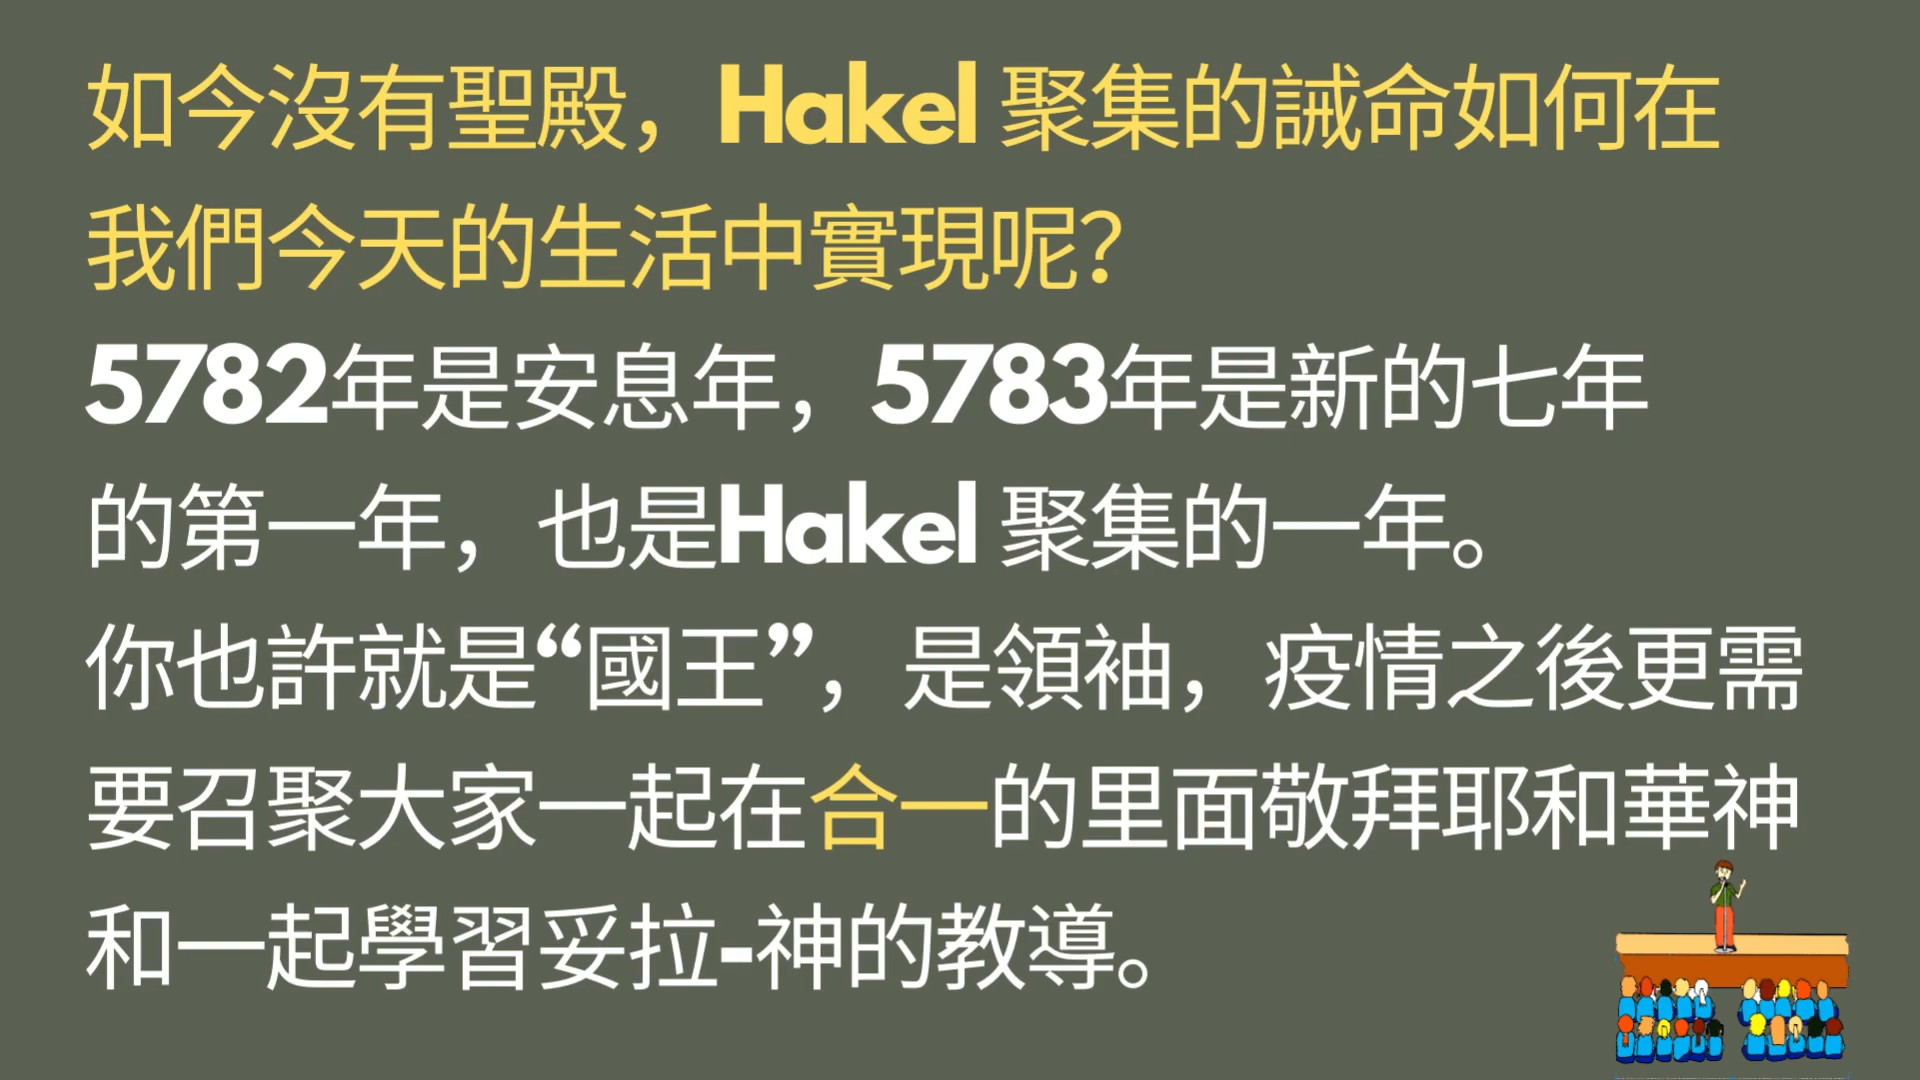 如今沒有聖殿，Hakel 聚集的誡命如何在
我們今天的生活中實現呢？
5782年是安息年，5783年是新的七年
的第一年，也是Hakel 聚集的一年。
你也許就是“國王”，是領袖，疫情之後更需
要召聚大家一起在合一的里面敬拜耶和華神
和一起學習妥拉-神的教導。